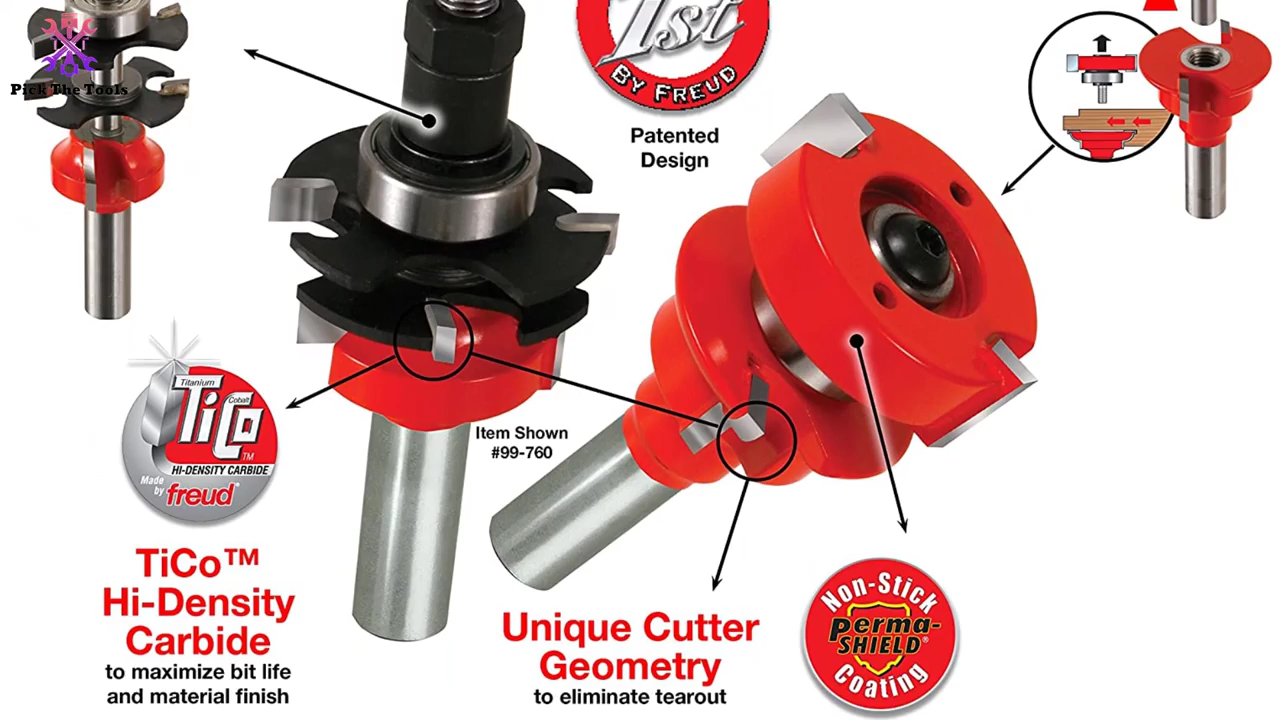 Pick The Tools
1st
BY FREUD
Patented
Design
Item Shown
#99-760
Titanium
Cobalt
TiCo
TM
HI-DENSITY CARBIDE
Made
by freud®
TiCo™
Hi-Density
Carbide
to maximize bit life
and material finish
Unique Cutter
Geometry
to eliminate tearout
Non-Stick
perma-
SHIELD®
Coating